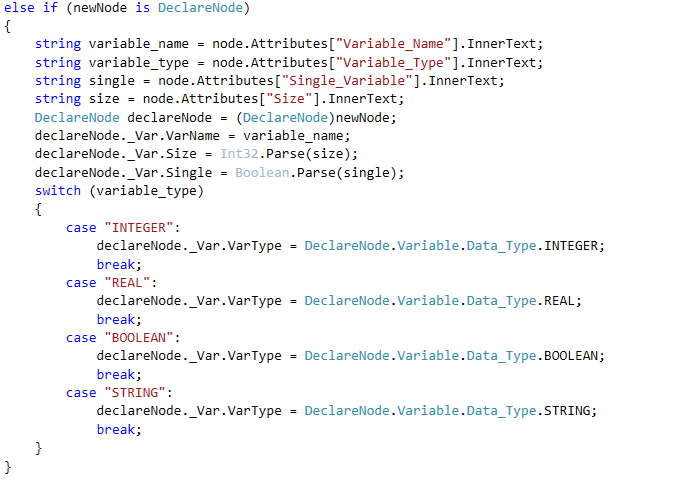 else if (newNode is DeclareNode)
{
    string variable_name = node.Attributes["Variable_Name"].InnerText;
    string variable_type = node.Attributes["Variable_Type"].InnerText;
    string single = node.Attributes["Single_Variable"].InnerText;
    string size = node.Attributes["Size"].InnerText;
    DeclareNode declareNode = (DeclareNode)newNode;
    declareNode._Var.VarName = variable_name;
    declareNode._Var.Size = Int32.Parse(size);
    declareNode._Var.Single = Boolean.Parse(single);
    switch (variable_type)
    {
        case "INTEGER":
            declareNode._Var.VarType = DeclareNode.Variable.Data_Type.INTEGER;
            break;
        case "REAL":
            declareNode._Var.VarType = DeclareNode.Variable.Data_Type.REAL;
            break;
        case "BOOLEAN":
            declareNode._Var.VarType = DeclareNode.Variable.Data_Type.BOOLEAN;
            break;
        case "STRING":
            declareNode._Var.VarType = DeclareNode.Variable.Data_Type.STRING;
            break;
    }
}